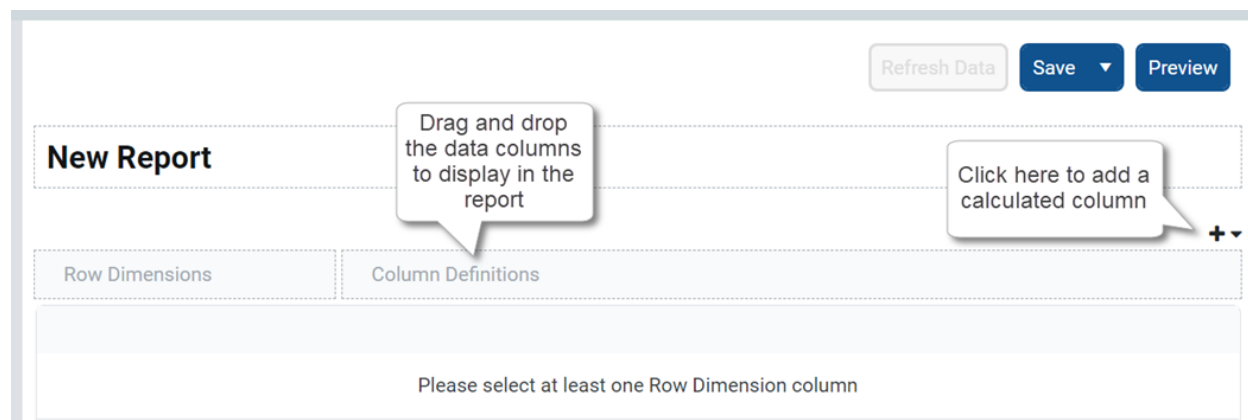 Refresh Data
Save
Preview
Drag and drop
the data columns
to display in the
report
New Report
Click here to add a
calculated column
Row Dimensions
Column Definitions
Please select at least one Row Dimension column